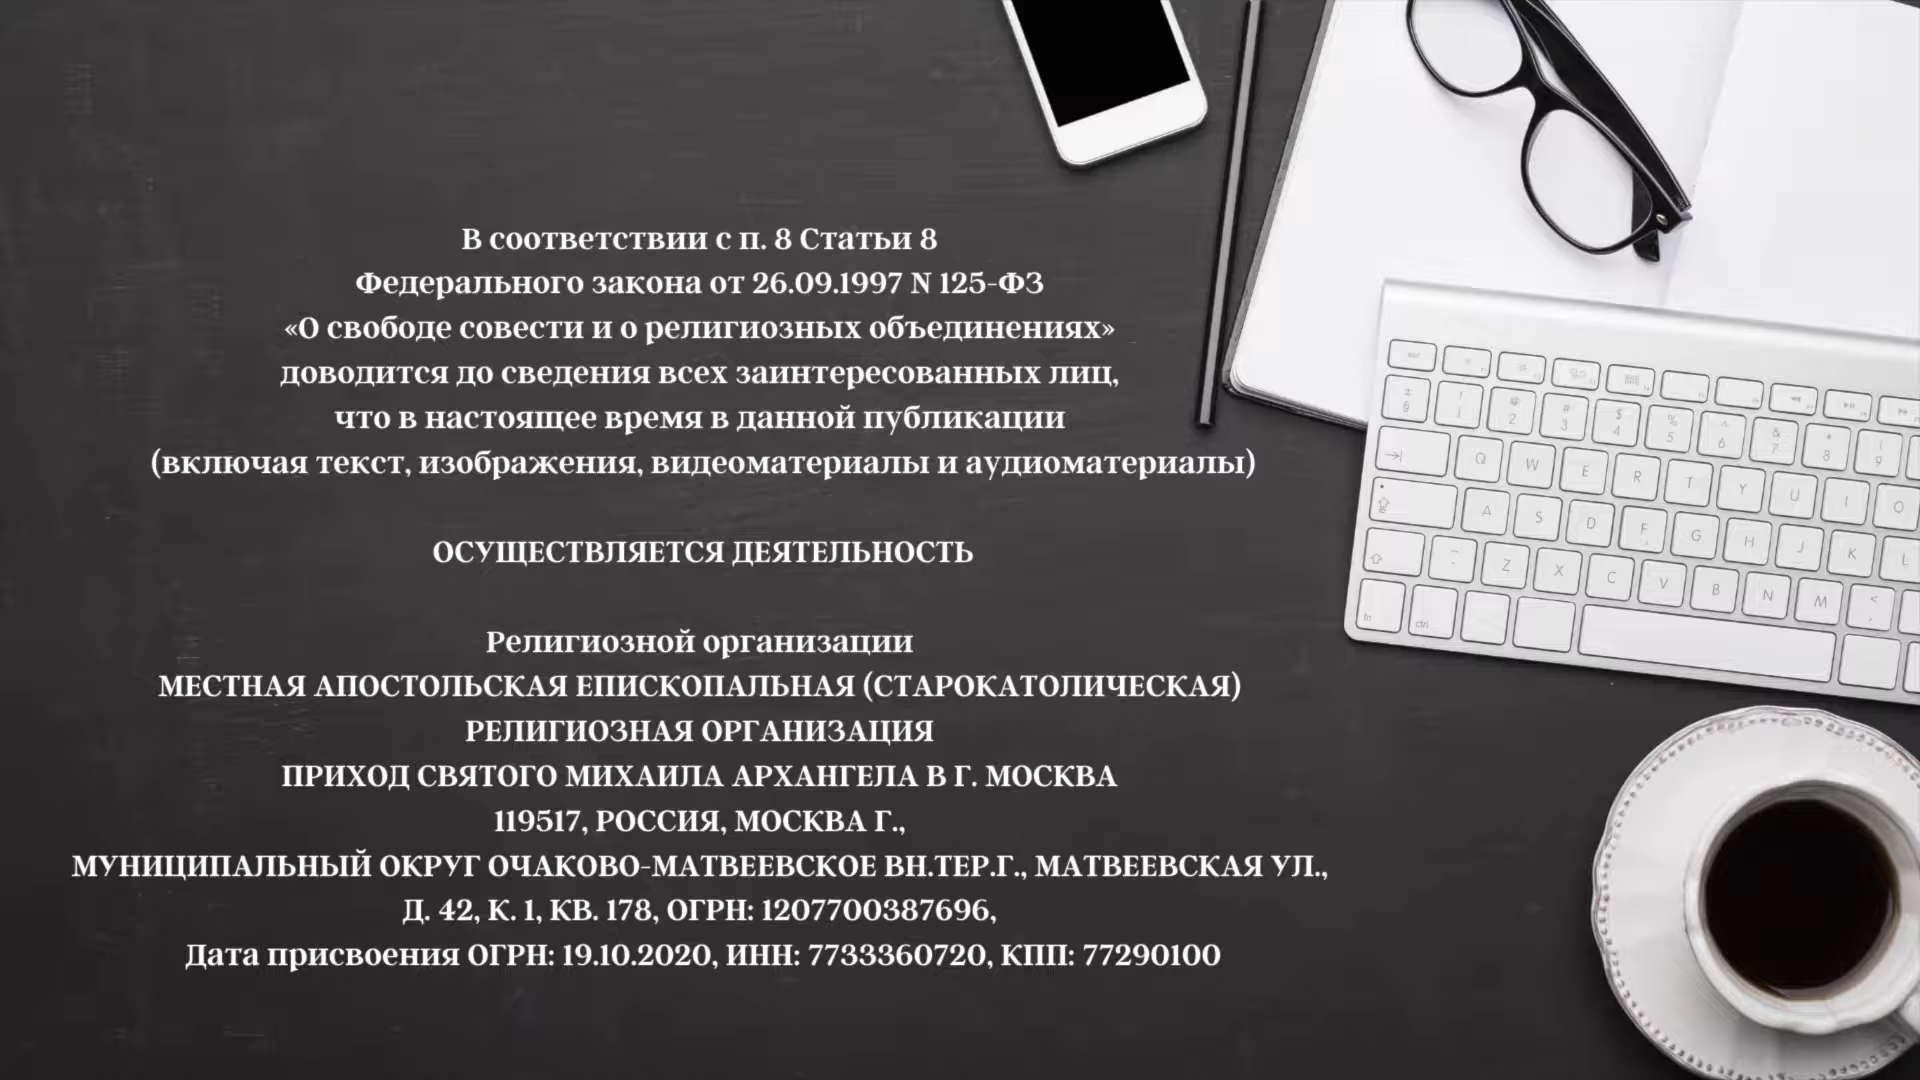 В соответствии с п. 8 Статьи 8
Федерального закона от 26.09.1997 N 125-ФЗ
«О свободе совести и о религиозных объединениях»
доводится до сведения всех заинтересованных лиц,
что в настоящее время в данной публикации
(включая текст, изображения, видеоматериалы и аудиоматериалы)
ОСУЩЕСТВЛЯЕТСЯ ДЕЯТЕЛЬНОСТЬ
Религиозной организации
МЕСТНАЯ АПОСТОЛЬСКАЯ ЕПИСКОПАЛЬНАЯ (СТАРОКАТОЛИЧЕСКАЯ)
РЕЛИГИОЗНАЯ ОРГАНИЗАЦИЯ
ПРИХОД СВЯТОГО МИХАИЛА АРХАНГЕЛА В Г. МОСКВА
119517, РОССИЯ, МОСКВА Г.,
МУНИЦИПАЛЬНЫЙ ОКРУГ ОЧАКОВО-МАТВЕЕВСКОЕ ВН.ТЕР.Г., МАТВЕЕВСКАЯ УЛ.,
Д. 42, К. 1, КВ. 178, ОГРН: 1207700387696,
Дата присвоения ОГРН: 19.10.2020, ИНН: 7733360720, КПП: 77290100
Q W E R T Y U I O
A S D F G H J K L
Z X C V B N M
fn ctrl